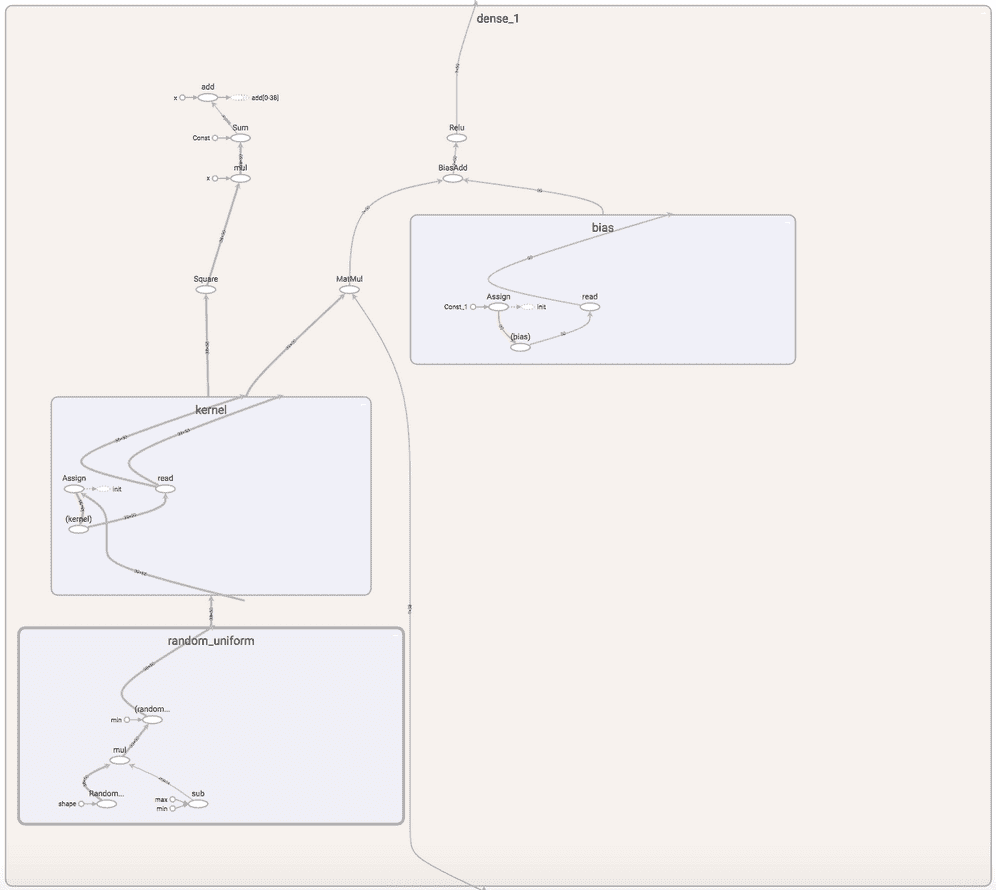 dense_1
add
x
add[0-35]
Sum
Const
Relu
mul
x
BiasAdd
bias
Square
MatMul
Assign
read
Const_1
init
(bias)
kernel
Assign
read
init
(kernel)
random_uniform
(random...
min
mul
Random...
sub
shape
max
min